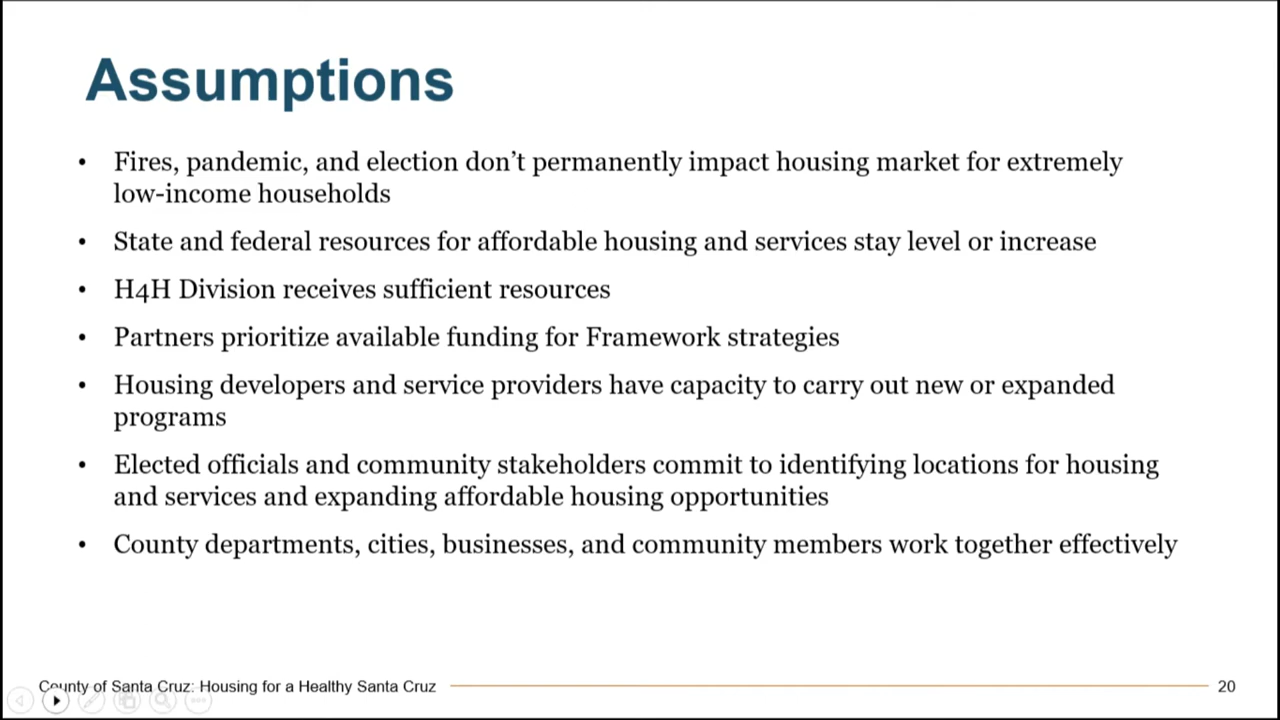 Assumptions
• Fires, pandemic, and election don’t permanently impact housing market for extremely
low-income households
• State and federal resources for affordable housing and services stay level or increase
• H4H Division receives sufficient resources
• Partners prioritize available funding for Framework strategies
• Housing developers and service providers have capacity to carry out new or expanded
programs
• Elected officials and community stakeholders commit to identifying locations for housing
and services and expanding affordable housing opportunities
• County departments, cities, businesses, and community members work together effectively
County of Santa Cruz: Housing for a Healthy Santa Cruz
20